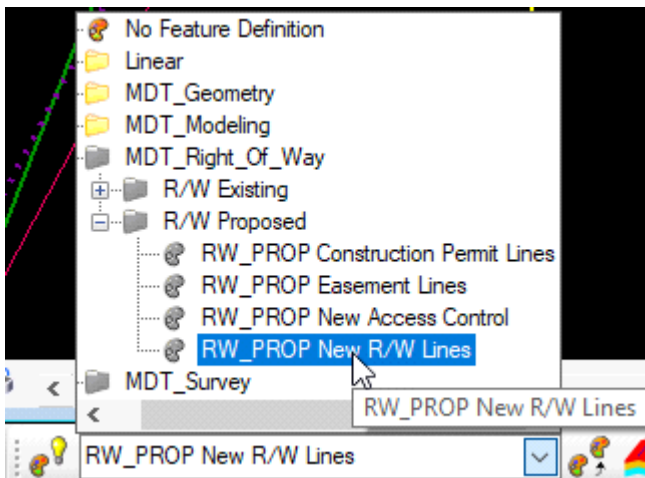 No Feature Definition
Linear
MDT_Geometry
MDT_Modeling
MDT_Right_Of_Way
R/W Existing
R/W Proposed
RW_PROP Construction Permit Lines
RW_PROP Easement Lines
RW_PROP New Access Control
RW_PROP New R/W Lines
MDT_Survey
RW_PROP New R/W Lines
RW_PROP New R/W Lines